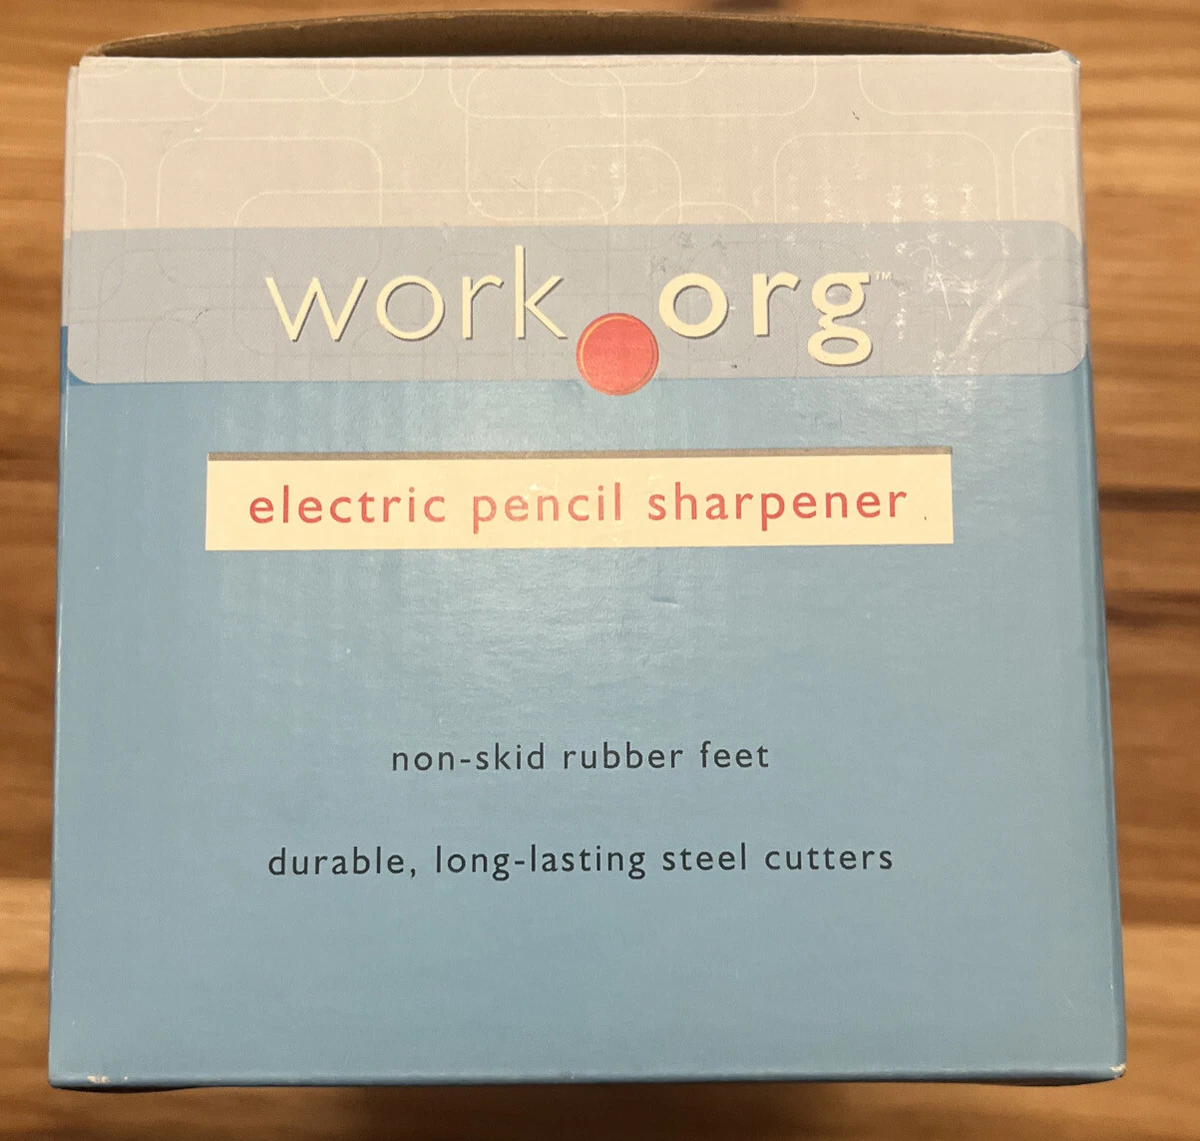 work.org™
electric pencil sharpener
non-skid rubber feet
durable, long-lasting steel cutters